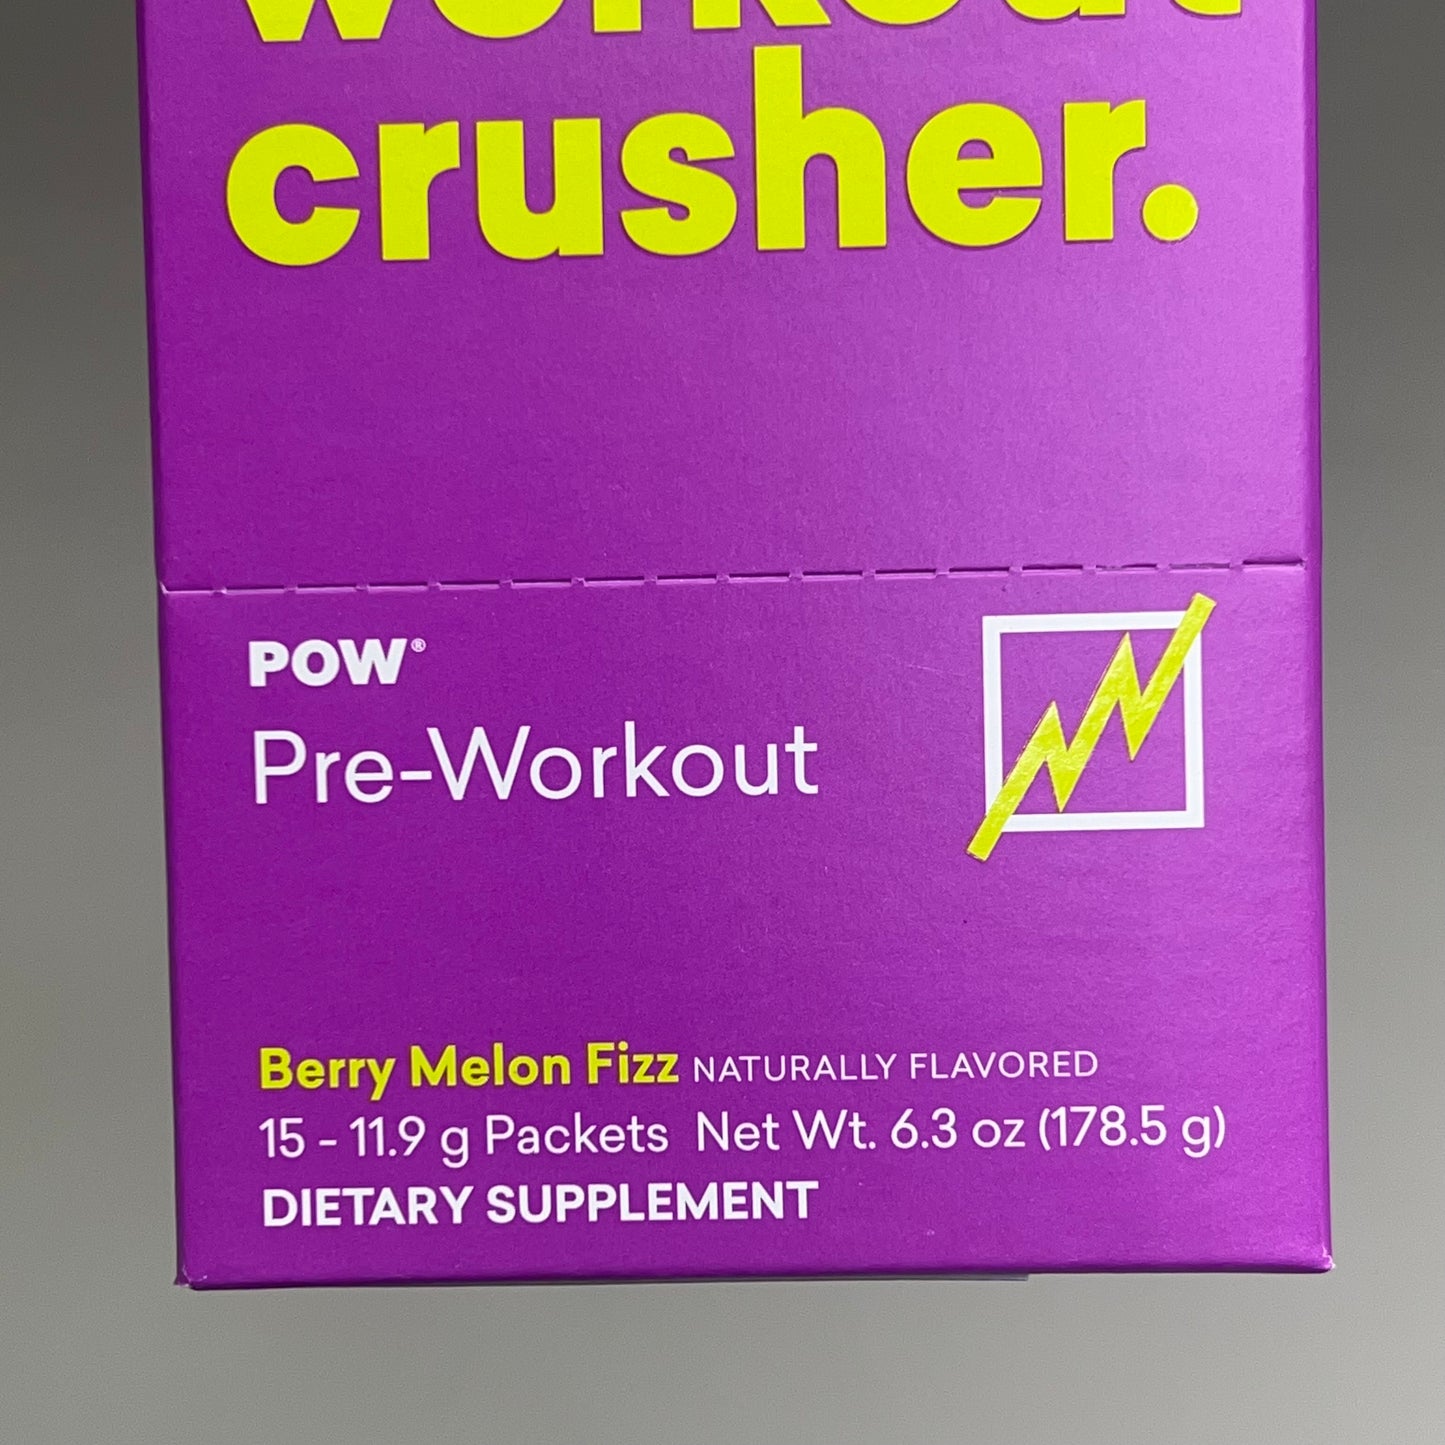 workout
crusher.
POW®
Pre-Workout
Berry Melon Fizz NATURALLY FLAVORED
15 - 11.9 g Packets Net Wt. 6.3 oz (178.5 g)
DIETARY SUPPLEMENT